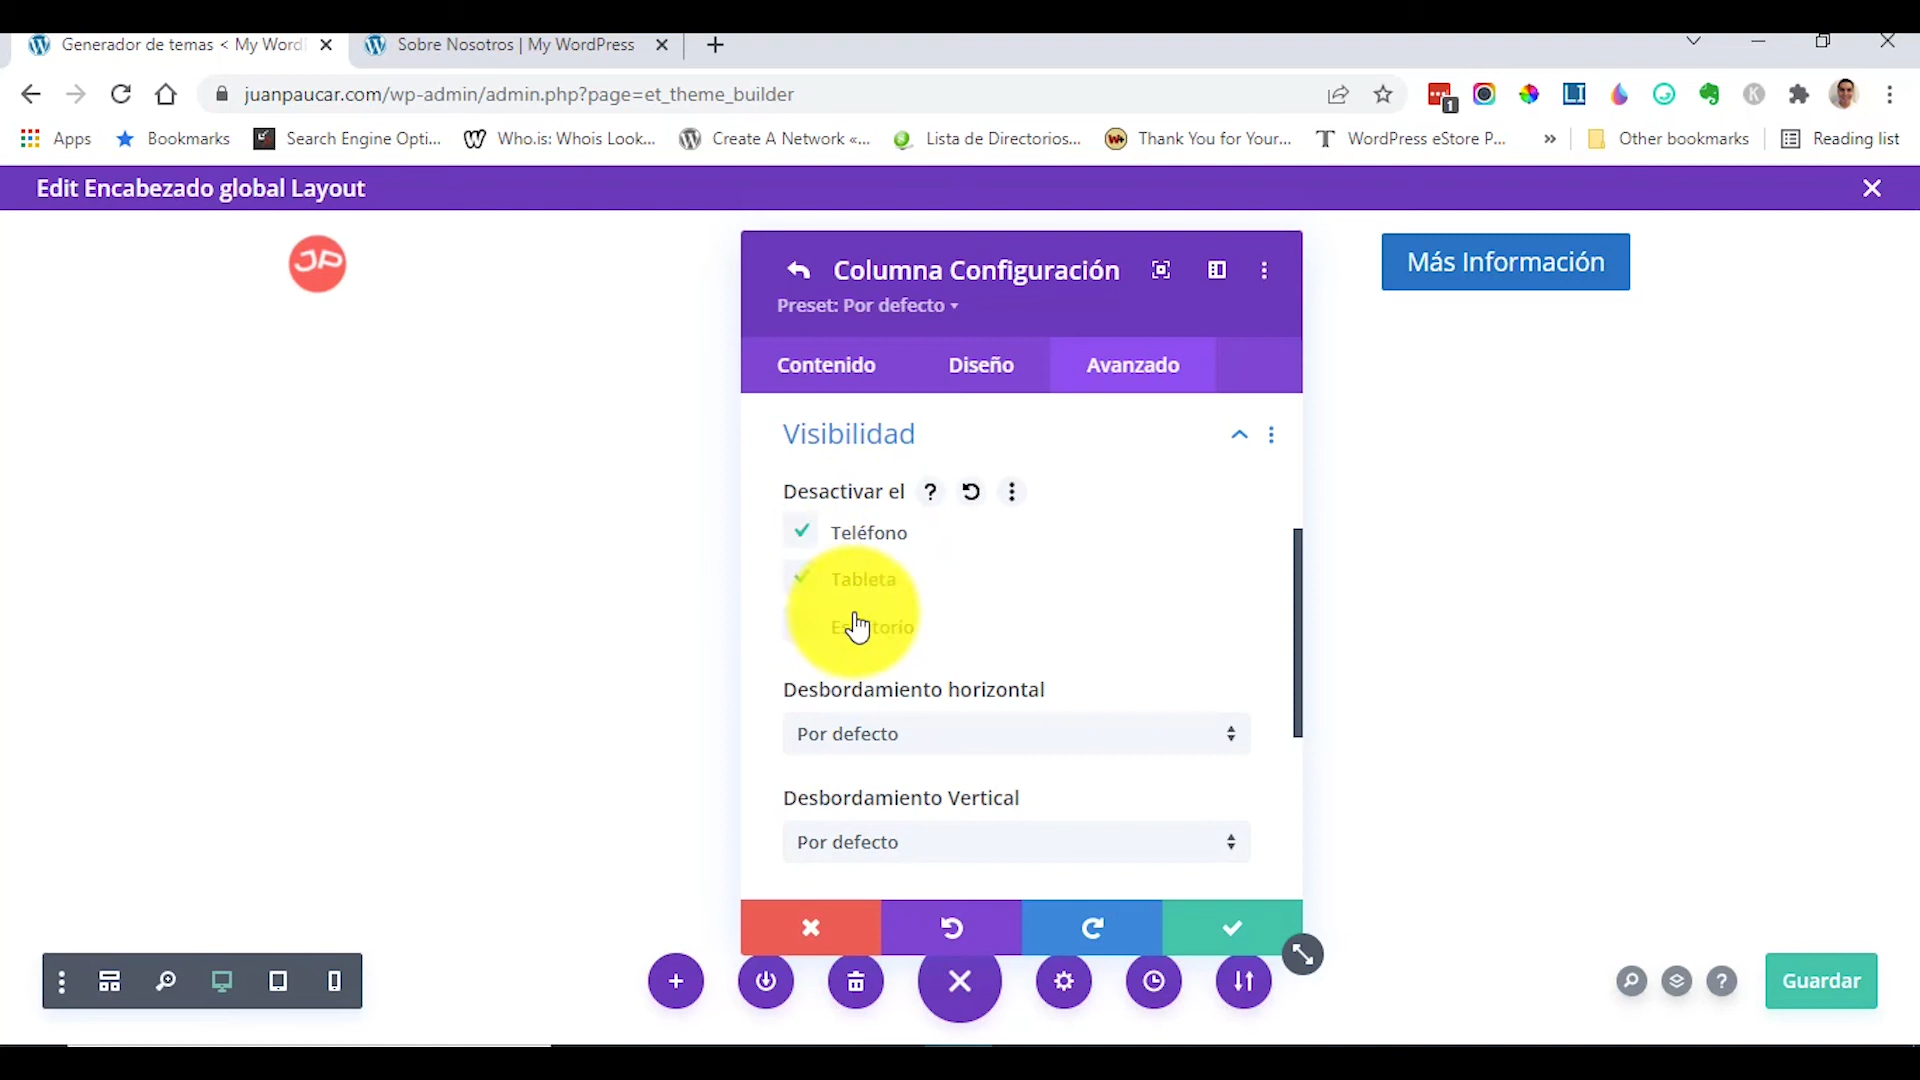 Generador de temas < My Word
Sobre Nosotros | My WordPress
juanpaucar.com/wp-admin/admin.php?page=et_theme_builder
1
Apps
Bookmarks
Search Engine Opti...
Who.is: Whois Look...
Create A Network «...
Lista de Directorios...
Thank You for Your...
WordPress eStore P...
»
Other bookmarks
Reading list
Edit Encabezado global Layout
JP
Columna Configuración
Más Información
Preset: Por defecto
Contenido
Diseño
Avanzado
Visibilidad
Desactivar el ?
Teléfono
Tableta
Escritorio
Desbordamiento horizontal
Por defecto
Desbordamiento Vertical
Por defecto
?
Guardar